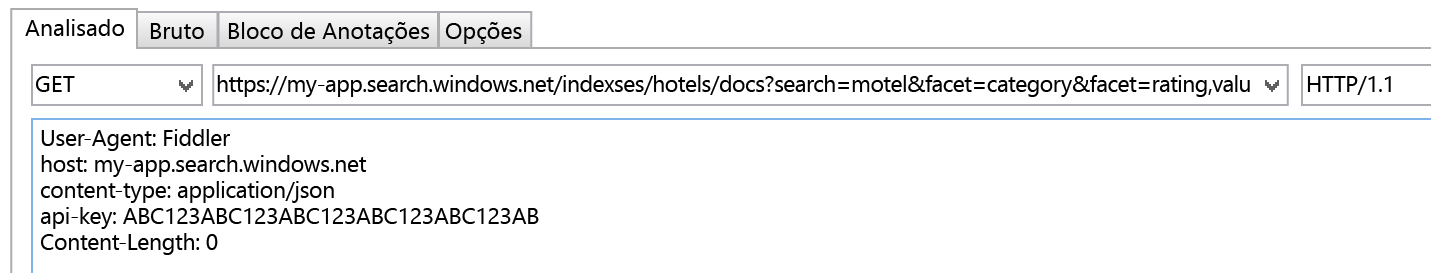 Analisado Bruto Bloco de Anotações Opções
GET https://my-app.search.windows.net/indexses/hotels/docs?search=motel&facet=category&facet=rating,valu HTTP/1.1
User-Agent: Fiddler
host: my-app.search.windows.net
content-type: application/json
api-key: ABC123ABC123ABC123ABC123ABC123AB
Content-Length: 0